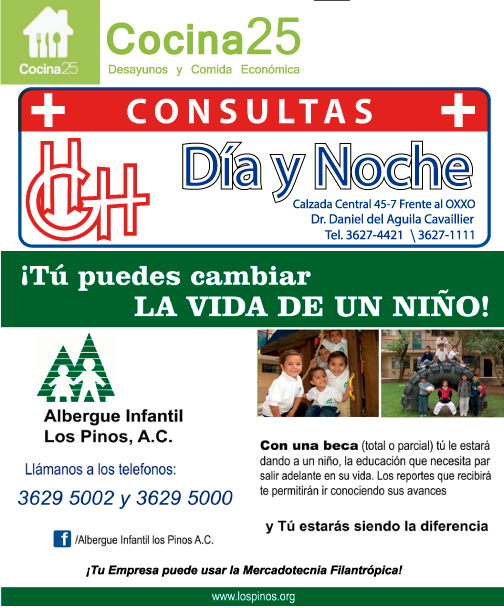 Cocina25
Cocina25
Desayunos y Comida Económica
CONSULTAS
HGH
Día y Noche
Calzada Central 45-7 Frente al OXXO
Dr. Daniel del Aguila Cavaillier
Tel. 3627-4421 \ 3627-1111
¡Tú puedes cambiar
LA VIDA DE UN NIÑO!
Albergue Infantil
Los Pinos, A.C.
Llámanos a los telefonos:
3629 5002 y 3629 5000
f /Albergue Infantil los Pinos A.C.
Con una beca (total o parcial) tú le estará
dando a un niño, la educación que necesita par
salir adelante en su vida. Los reportes que recibirá
te permitirán ir conociendo sus avances
y Tú estarás siendo la diferencia
¡Tu Empresa puede usar la Mercadotecnia Filantrópica!
www.lospinos.org